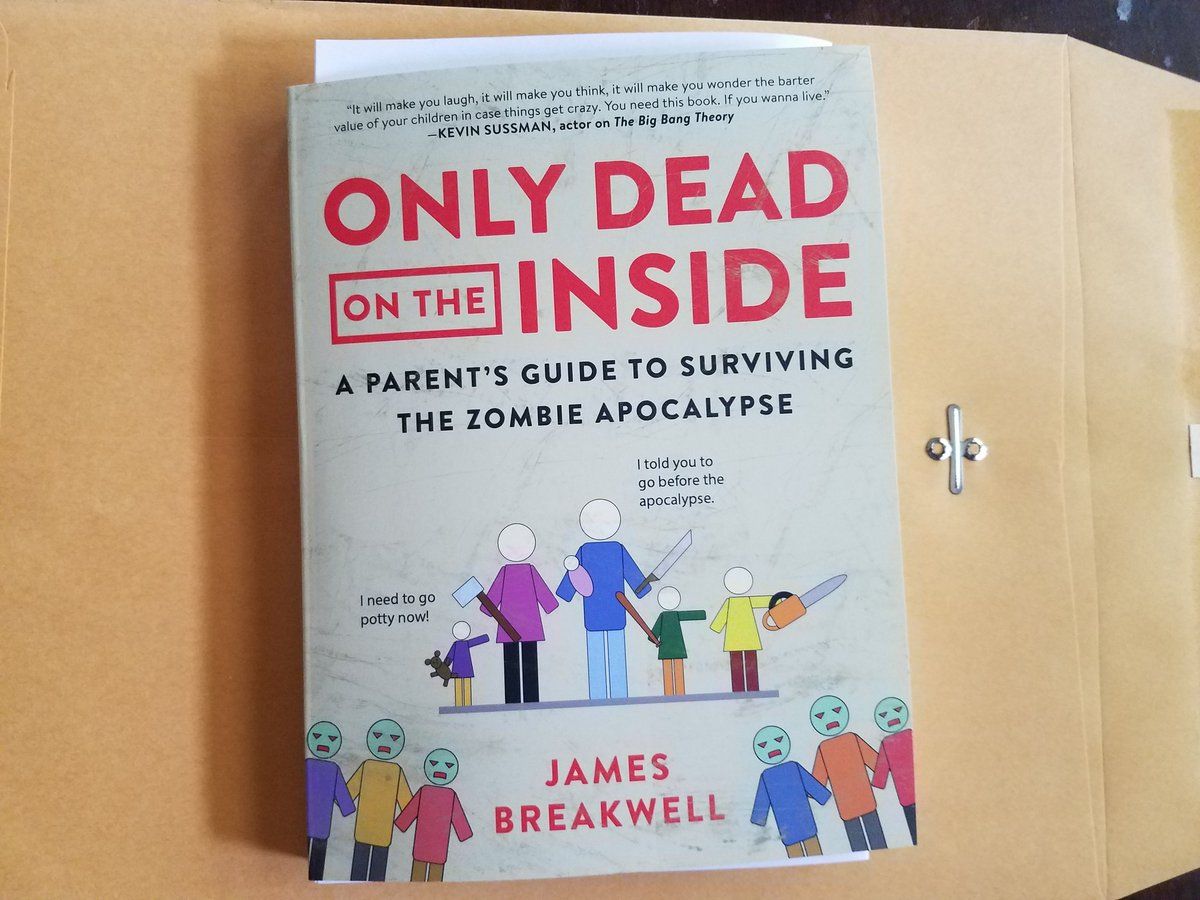 "It will make you laugh, it will make you think, it will make you wonder the barter
value of your children in case things get crazy. You need this book. If you wanna live."
—KEVIN SUSSMAN, actor on The Big Bang Theory
ONLY DEAD
ON THE INSIDE
A PARENT'S GUIDE TO SURVIVING
THE ZOMBIE APOCALYPSE
I told you to
go before the
apocalypse.
I need to go
potty now!
JAMES
BREAKWELL